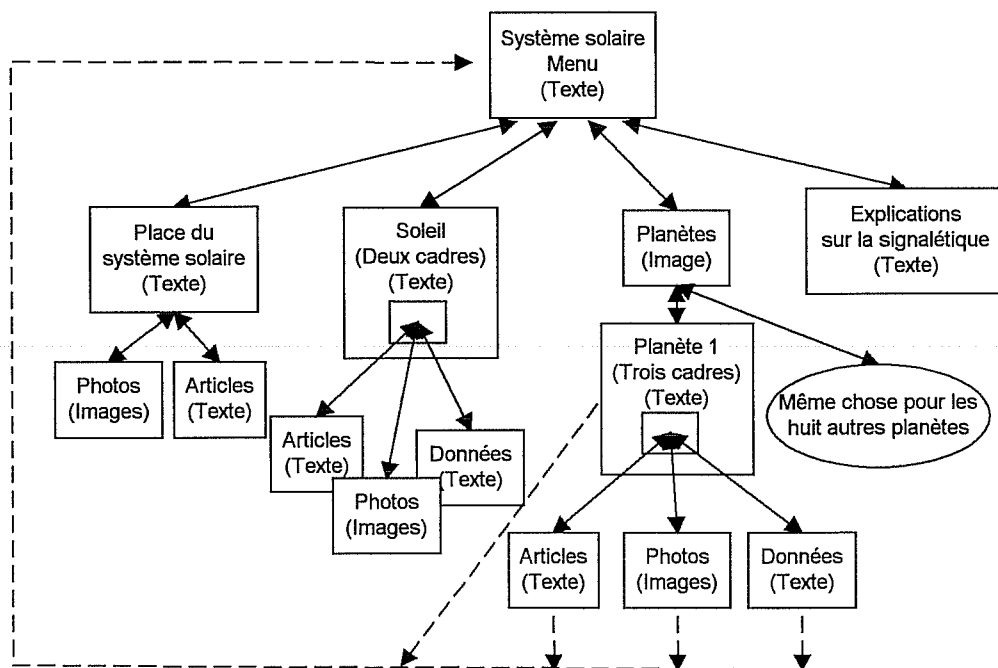 Système solaire
Menu
(Texte)
Place du
système solaire
(Texte)
Soleil
(Deux cadres)
(Texte)
Planètes
(Image)
Explications
sur la signalétique
(Texte)
Photos
(Images)
Articles
(Texte)
Planète 1
(Trois cadres)
(Texte)
Même chose pour les
huit autres planètes
Articles
(Texte)
Photos
(Images)
Données
(Texte)
Articles
(Texte)
Photos
(Images)
Données
(Texte)